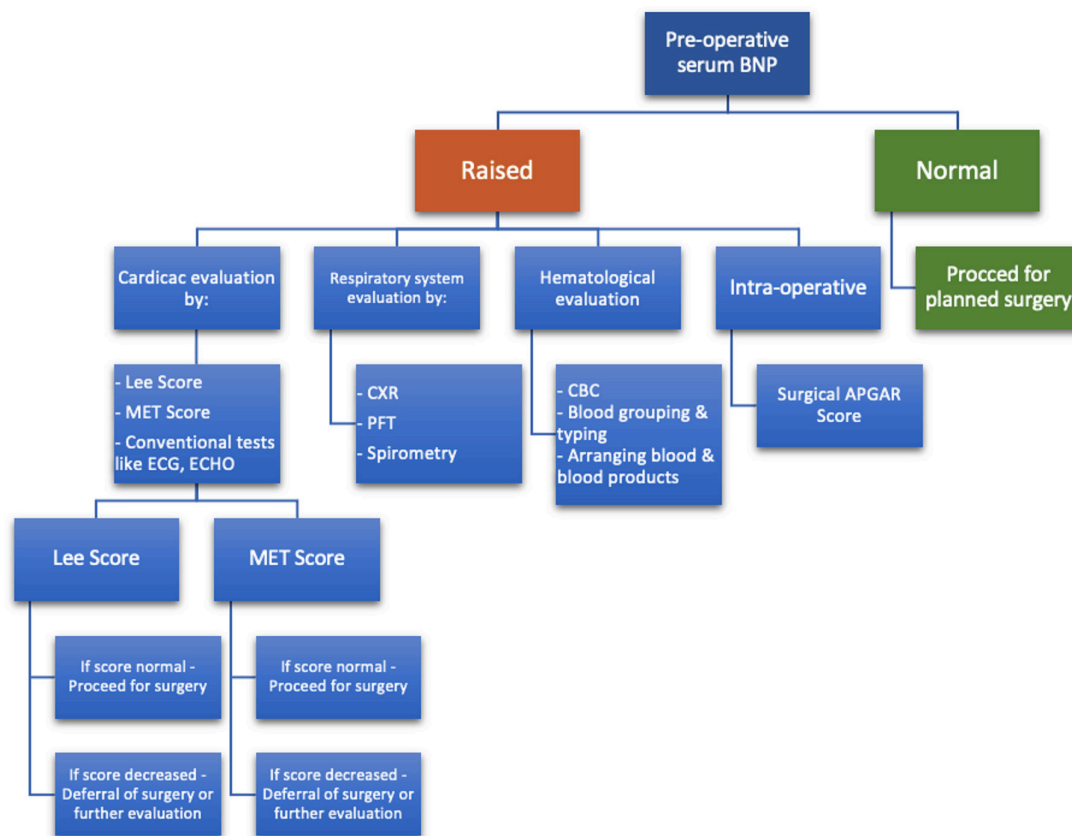 Pre-operative
serum BNP
Raised
Normal
Cardicac evaluation
by:
Respiratory system
evaluation by:
Hematological
evaluation
Intra-operative
Procced for
planned surgery
- Lee Score
- MET Score
- Conventional tests
like ECG, ECHO
- CXR
- PFT
- Spirometry
- CBC
- Blood grouping &
typing
- Arranging blood &
blood products
Surgical APGAR
Score
Lee Score
MET Score
If score normal -
Proceed for surgery
If score normal -
Proceed for surgery
If score decreased -
Deferral of surgery or
further evaluation
If score decreased -
Deferral of surgery or
further evaluation